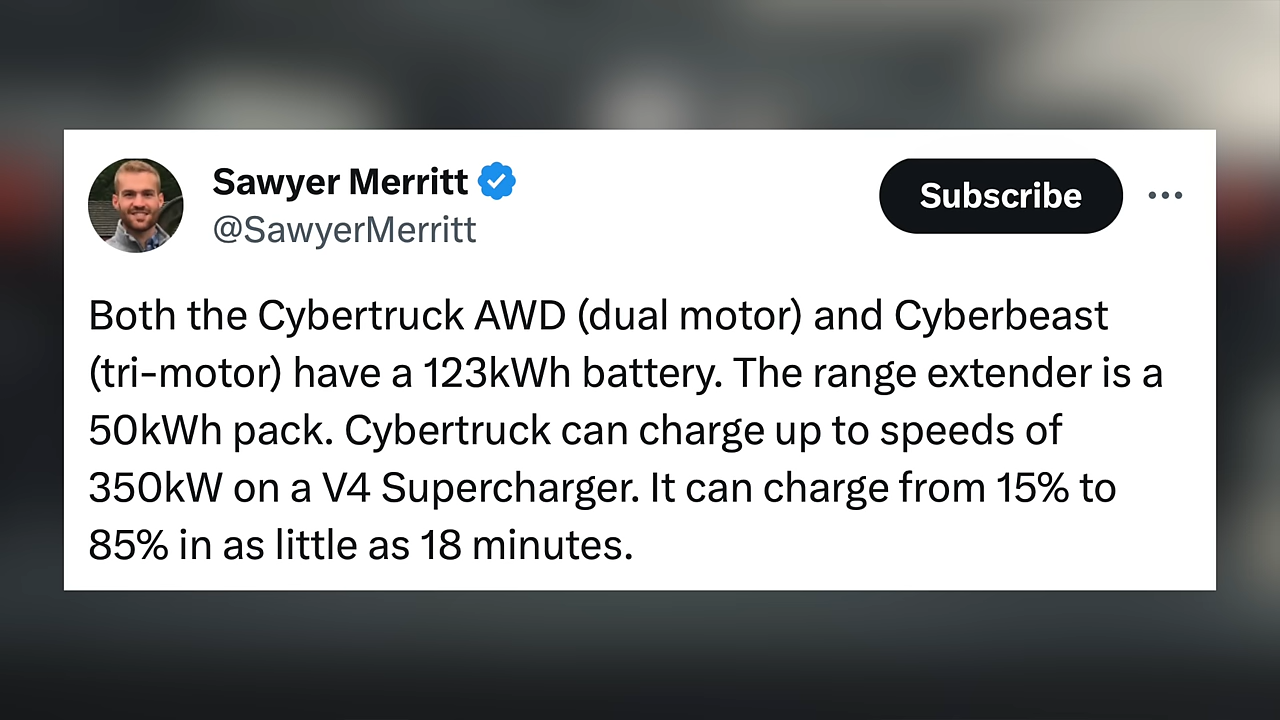 Sawyer Merritt
@SawyerMerritt
Subscribe
Both the Cybertruck AWD (dual motor) and Cyberbeast
(tri-motor) have a 123kWh battery. The range extender is a
50kWh pack. Cybertruck can charge up to speeds of
350kW on a V4 Supercharger. It can charge from 15% to
85% in as little as 18 minutes.